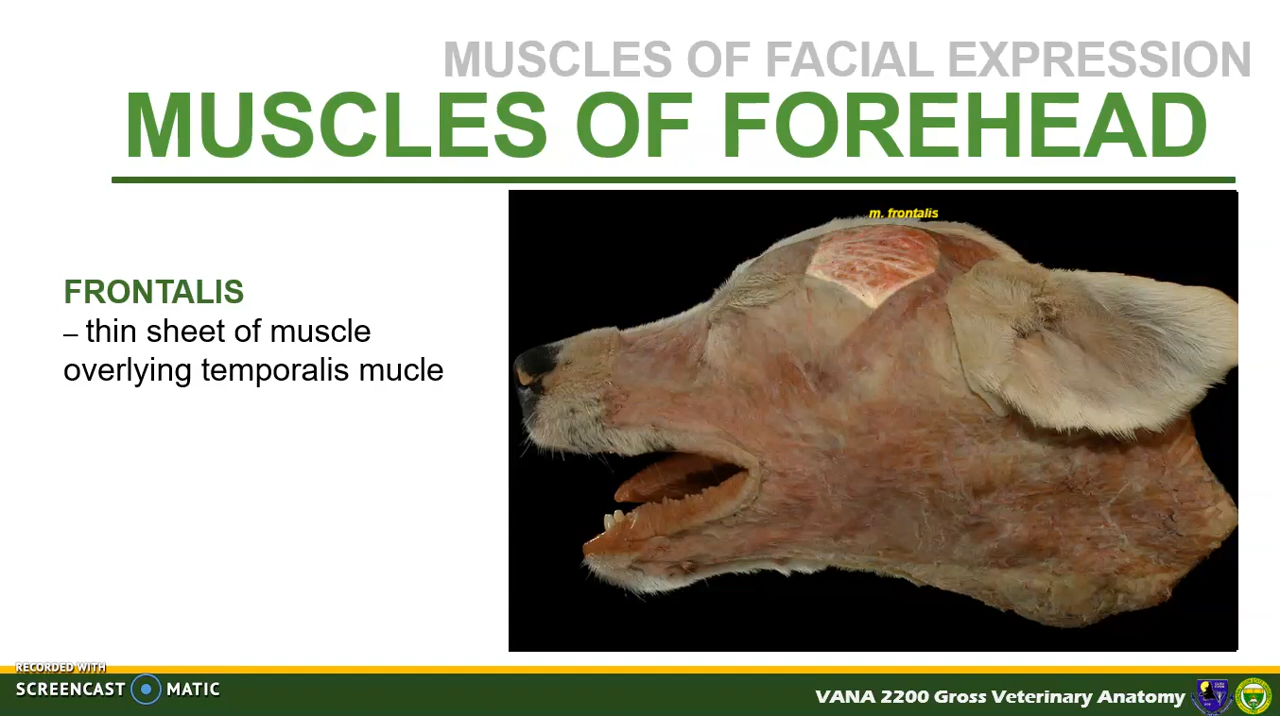 MUSCLES OF FACIAL EXPRESSION
MUSCLES OF FOREHEAD
m. frontalis
FRONTALIS
– thin sheet of muscle
overlying temporalis mucle
RECORDED WITH
SCREENCAST MATIC
VANA 2200 Gross Veterinary Anatomy